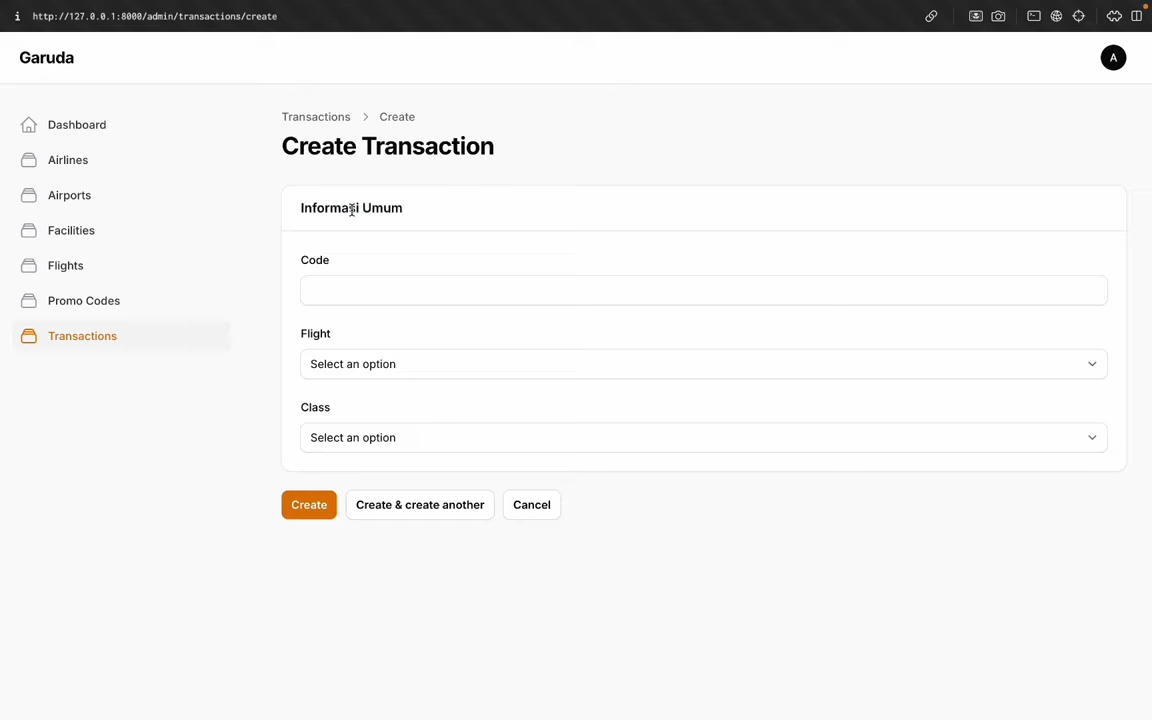 http://127.0.0.1:8000/admin/transactions/create
Garuda
A
Dashboard
Airlines
Airports
Facilities
Flights
Promo Codes
Transactions
Transactions > Create
Create Transaction
Informasi Umum
Code
Flight
Select an option
Class
Select an option
Create
Create & create another
Cancel